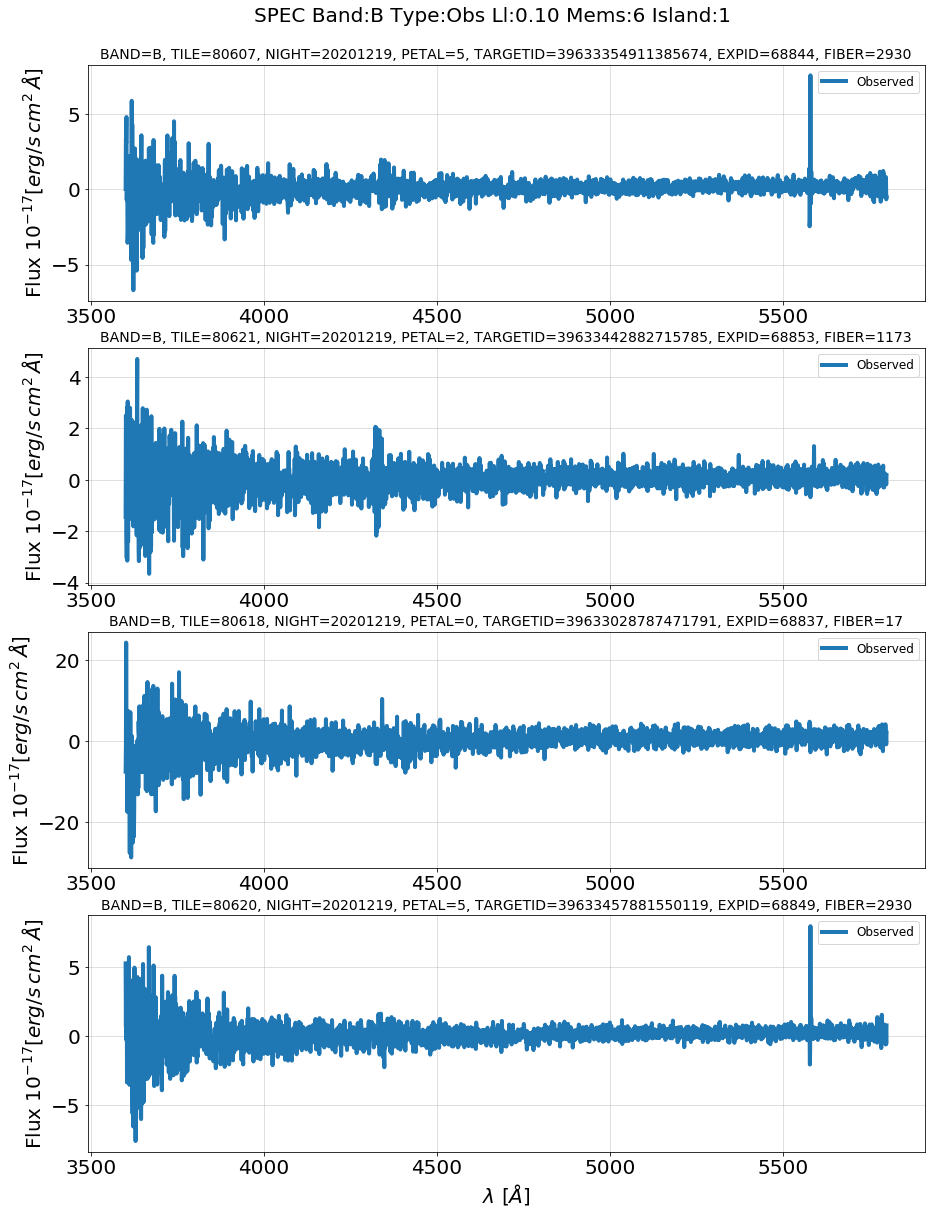 SPEC Band:B Type:Obs Ll:0.10 Mems:6 Island:1
BAND=B, TILE=80607, NIGHT=20201219, PETAL=5, TARGETID=39633354911385674, EXPID=68844, FIBER=2930
Flux 10^{-17}[erg/s cm^2 Å]
5
0
−5
Observed
3500 4000 4500 5000 5500
BAND=B, TILE=80621, NIGHT=20201219, PETAL=2, TARGETID=39633442882715785, EXPID=68853, FIBER=1173
Flux 10^{-17}[erg/s cm^2 Å]
4
2
0
−2
−4
Observed
3500 4000 4500 5000 5500
BAND=B, TILE=80618, NIGHT=20201219, PETAL=0, TARGETID=39633028787471791, EXPID=68837, FIBER=17
Flux 10^{-17}[erg/s cm^2 Å]
20
0
−20
Observed
3500 4000 4500 5000 5500
BAND=B, TILE=80620, NIGHT=20201219, PETAL=5, TARGETID=39633457881550119, EXPID=68849, FIBER=2930
Flux 10^{-17}[erg/s cm^2 Å]
5
0
−5
Observed
3500 4000 4500 5000 5500
λ [Å]